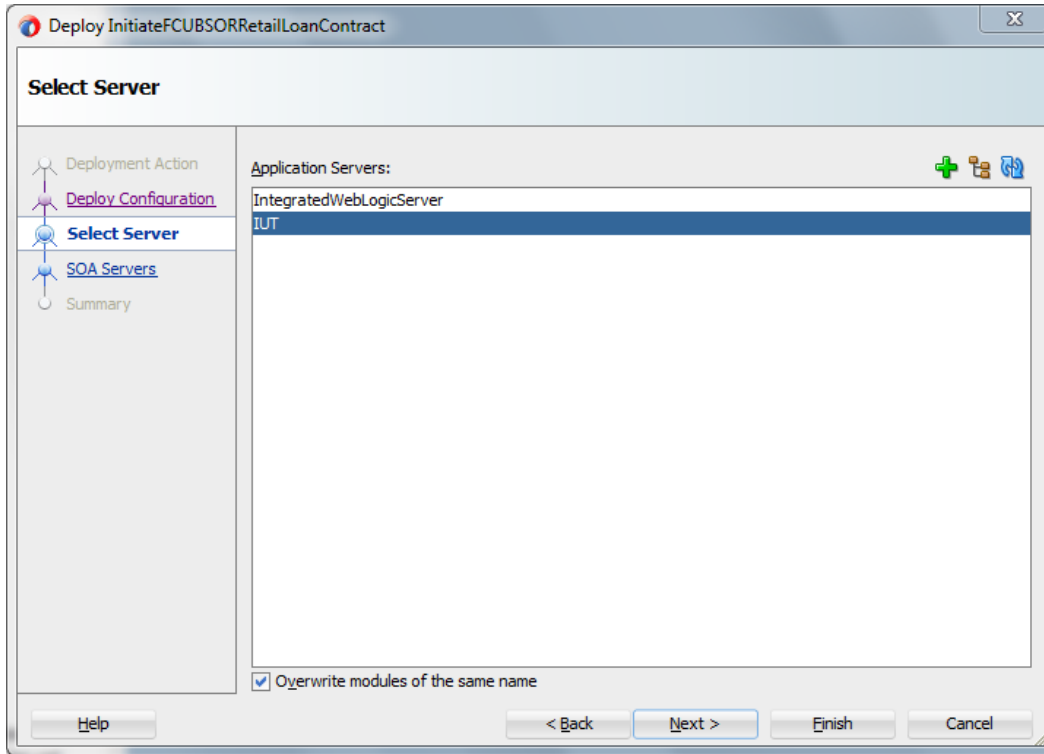 Deploy InitiateFCUBSORRetailLoanContract
Select Server
Deployment Action
Deploy Configuration
Select Server
SOA Servers
Summary
Application Servers:
IntegratedWebLogicServer
IUT
Overwrite modules of the same name
Help
< Back
Next >
Finish
Cancel